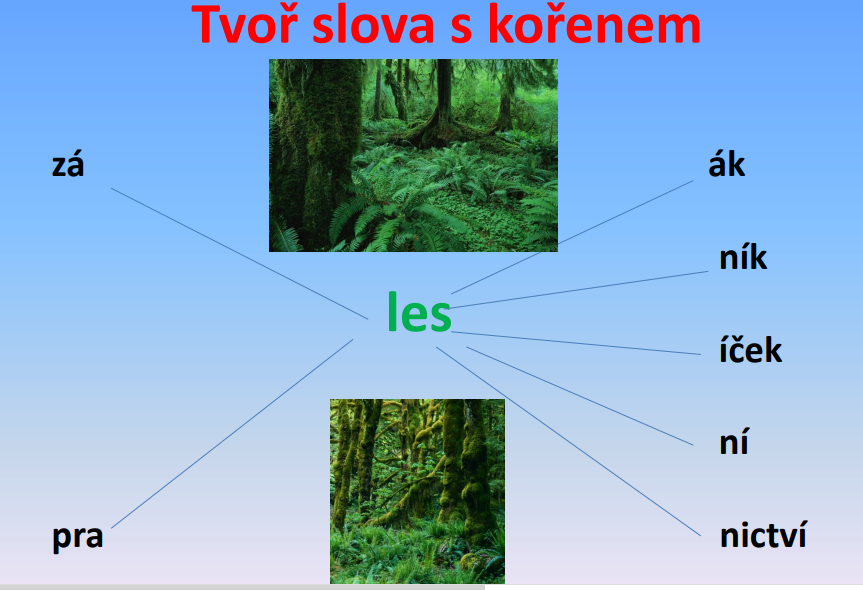 Tvoř slova s kořenem
zá
ák
ník
les
íček
ní
pra
nictví